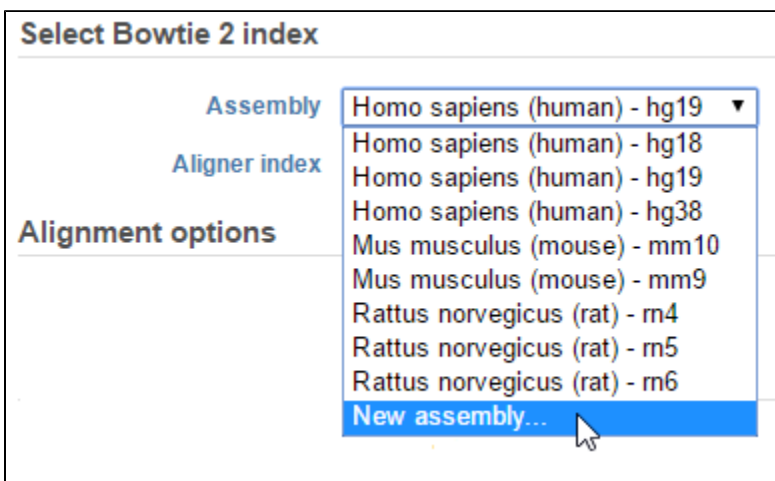 Select Bowtie 2 index
Assembly Homo sapiens (human) - hg19
Homo sapiens (human) - hg18
Aligner index
Homo sapiens (human) - hg19
Homo sapiens (human) - hg38
Alignment options
Mus musculus (mouse) - mm10
Mus musculus (mouse) - mm9
Rattus norvegicus (rat) - rn4
Rattus norvegicus (rat) - rn5
Rattus norvegicus (rat) - rn6
New assembly...